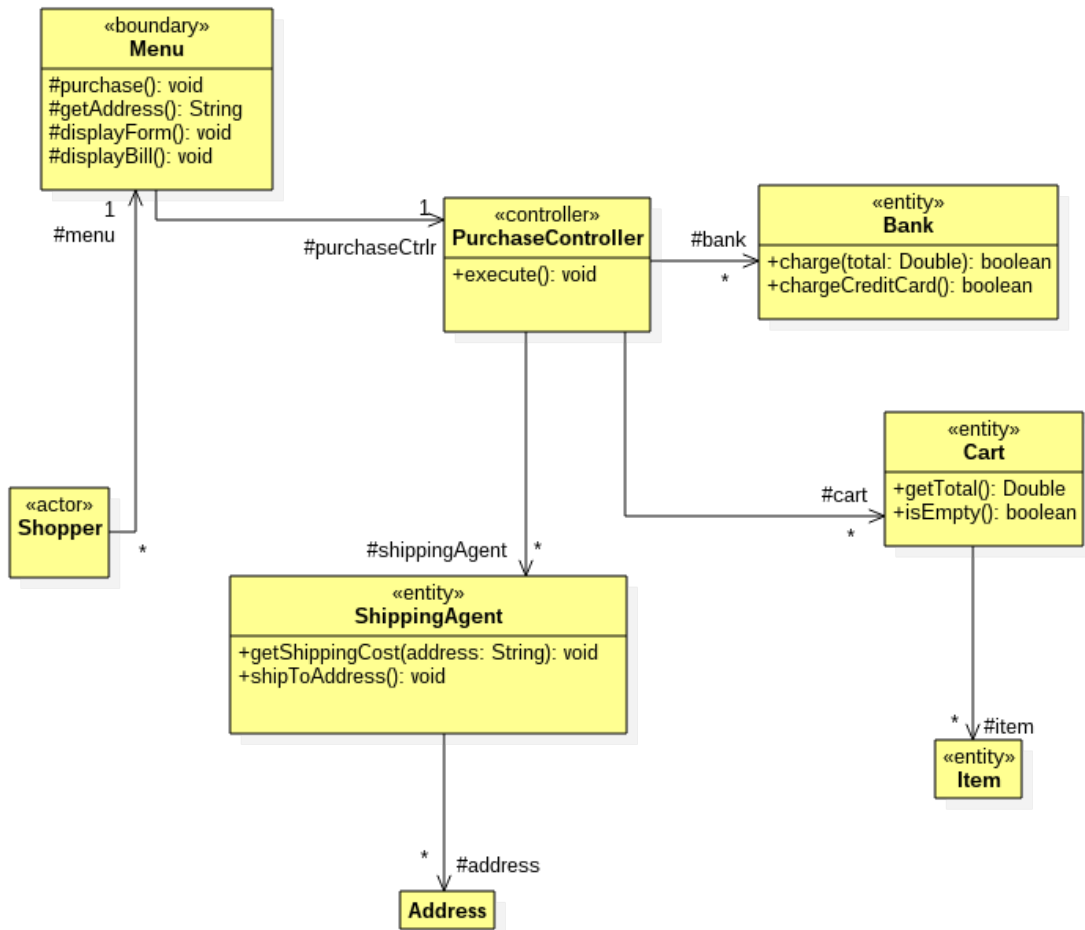 «boundary»
Menu
#purchase(): void
#getAddress(): String
#displayForm(): void
#displayBill(): void
1
#menu
1
#purchaseCtrlr
«controller»
PurchaseController
+execute(): void
#bank
*
«entity»
Bank
+charge(total: Double): boolean
+chargeCreditCard(): boolean
«actor»
Shopper
*
#shippingAgent
*
#cart
*
«entity»
Cart
+getTotal(): Double
+isEmpty(): boolean
«entity»
ShippingAgent
+getShippingCost(address: String): void
+shipToAddress(): void
* #item
«entity»
Item
* #address
Address